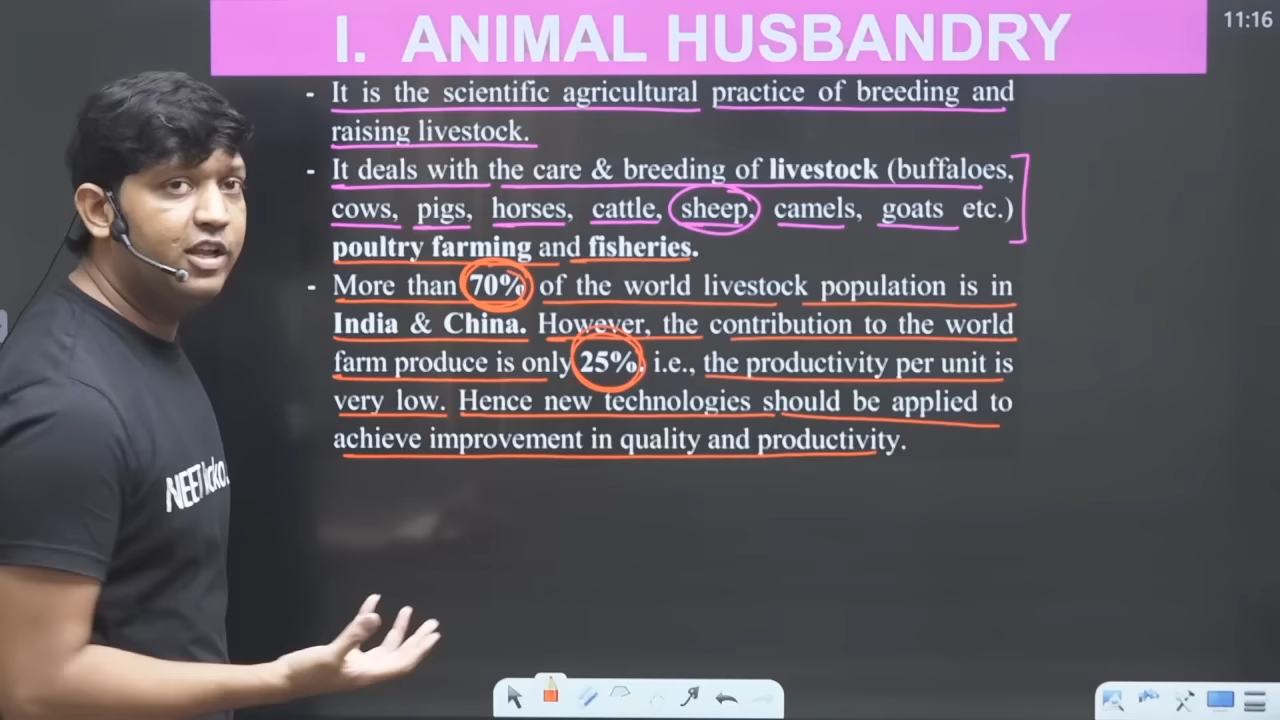 I. ANIMAL HUSBANDRY
11:16
- It is the scientific agricultural practice of breeding and
raising livestock.
- It deals with the care & breeding of livestock (buffaloes,
cows, pigs, horses, cattle, sheep, camels, goats etc.)
poultry farming and fisheries.
- More than 70% of the world livestock population is in
India & China. However, the contribution to the world
farm produce is only 25%, i.e., the productivity per unit is
very low. Hence new technologies should be applied to
achieve improvement in quality and productivity.
NEET